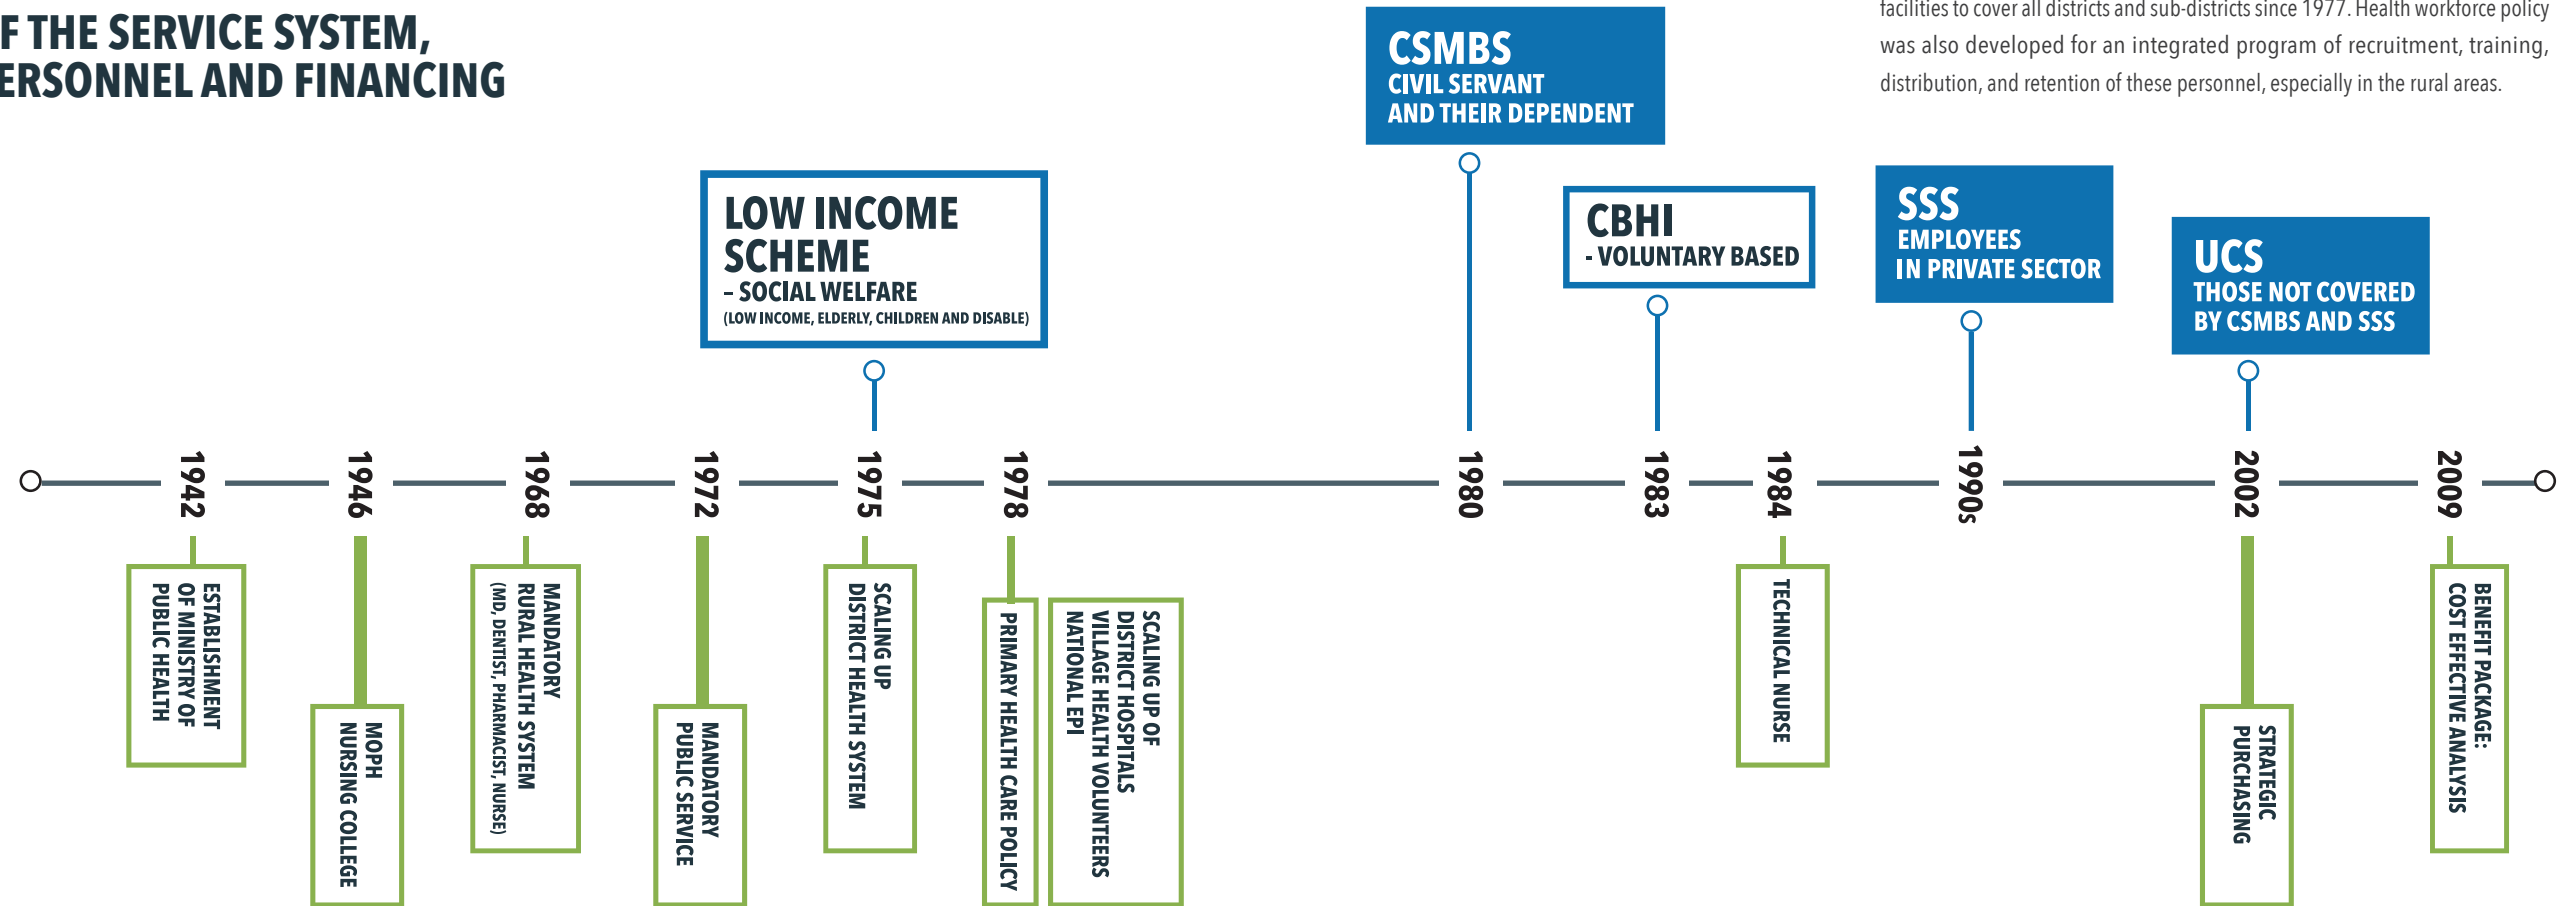 F THE SERVICE SYSTEM,
ERSONNEL AND FINANCING
facilities to cover all districts and sub-districts since 1977. Health workforce policy
was also developed for an integrated program of recruitment, training,
distribution, and retention of these personnel, especially in the rural areas.
CSMBS
CIVIL SERVANT
AND THEIR DEPENDENT
LOW INCOME
SCHEME
– SOCIAL WELFARE
(LOW INCOME, ELDERLY, CHILDREN AND DISABLE)
CBHI
- VOLUNTARY BASED
SSS
EMPLOYEES
IN PRIVATE SECTOR
UCS
THOSE NOT COVERED
BY CSMBS AND SSS
1942
1946
1968
1972
1975
1978
1980
1983
1984
1990s
2002
2009
ESTABLISHMENT
OF MINISTRY OF
PUBLIC HEALTH
MOPH
NURSING COLLEGE
MANDATORY
RURAL HEALTH SYSTEM
(MD, DENTIST, PHARMACIST, NURSE)
MANDATORY
PUBLIC SERVICE
SCALING UP
DISTRICT HEALTH SYSTEM
PRIMARY HEALTH CARE POLICY
SCALING UP OF
DISTRICT HOSPITALS
VILLAGE HEALTH VOLUNTEERS
NATIONAL EPI
TECHNICAL NURSE
STRATEGIC
PURCHASING
BENEFIT PACKAGE:
COST EFFECTIVE ANALYSIS